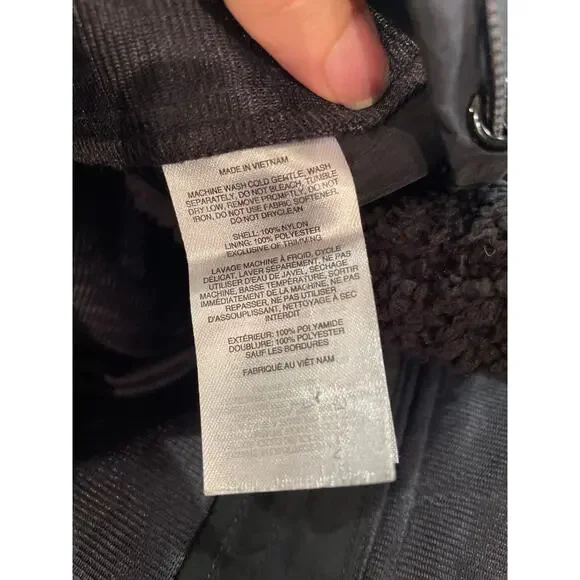 MADE IN VIETNAM
MACHINE WASH COLD GENTLE, WASH
SEPARATELY, DO NOT BLEACH, TUMBLE
DRY LOW, REMOVE PROMPTLY, DO NOT
IRON, DO NOT USE FABRIC SOFTENER,
DO NOT DRYCLEAN
SHELL: 100% NYLON
LINING: 100% POLYESTER
EXCLUSIVE OF TRIMMING
LAVAGE MACHINE À FROID, CYCLE
DÉLICAT, LAVER SÉPARÉMENT, NE PAS
UTILISER D'EAU DE JAVEL, SÉCHAGE
MACHINE, BASSE TEMPÉRATURE, SORTIR
IMMÉDIATEMENT DE LA MACHINE, NE PAS
REPASSER, NE PAS UTILISER
D'ASSOUPLISSANT, NETTOYAGE À SEC
INTERDIT
EXTÉRIEUR: 100% POLYAMIDE
DOUBLURE: 100% POLYESTER
SAUF LES BORDURES
FABRIQUÉ AU VIÊT NAM